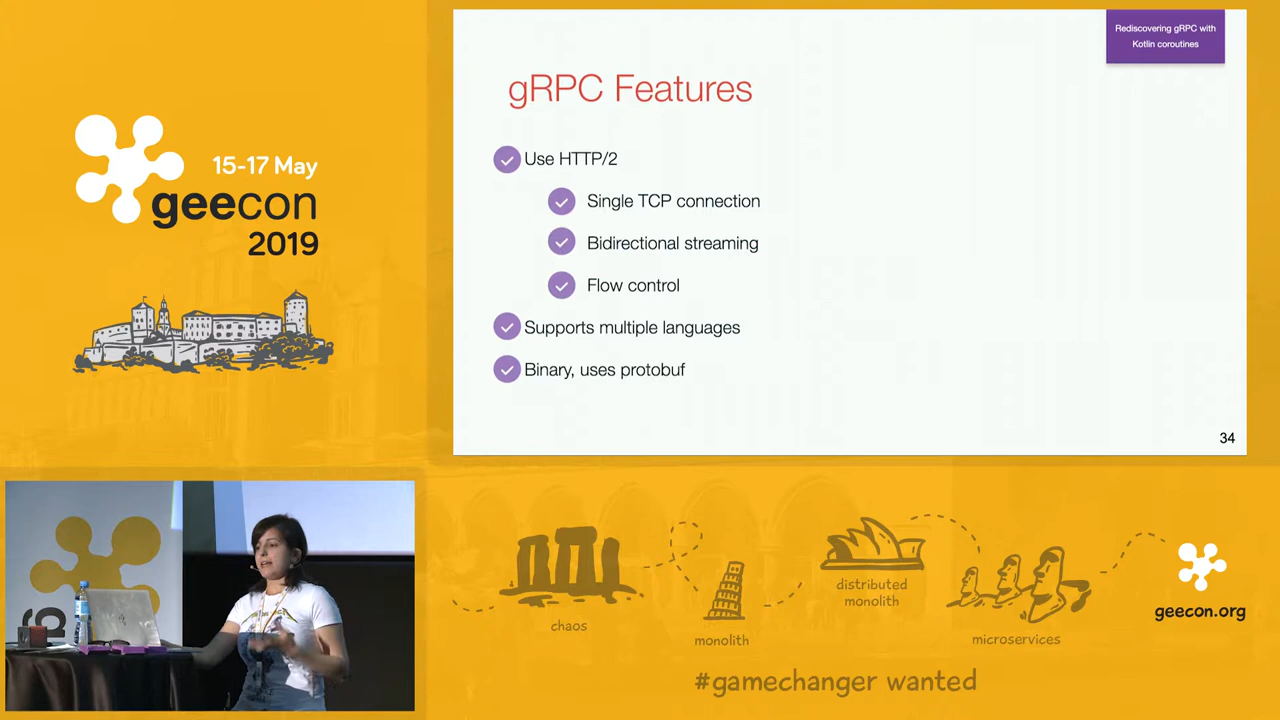 15-17 May
geecon
2019
Rediscovering gRPC with
Kotlin coroutines
gRPC Features
Use HTTP/2
Single TCP connection
Bidirectional streaming
Flow control
Supports multiple languages
Binary, uses protobuf
34
chaos
monolith
distributed
monolith
microservices
geecon.org
#gamechanger wanted